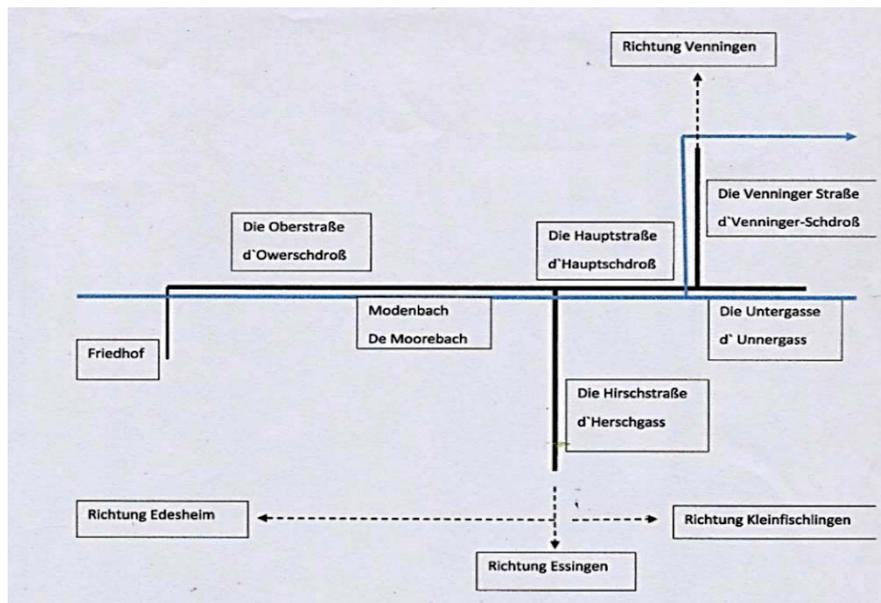 Richtung Venningen
Die Venninger Straße
d`Venninger-Schdroß
Die Oberstraße
d`Owerschdroß
Die Hauptstraße
d`Hauptschdroß
Modenbach
De Moorebach
Die Untergasse
d` Unnergass
Friedhof
Die Hirschstraße
d`Herschgass
Richtung Edesheim
Richtung Kleinfischlingen
Richtung Essingen